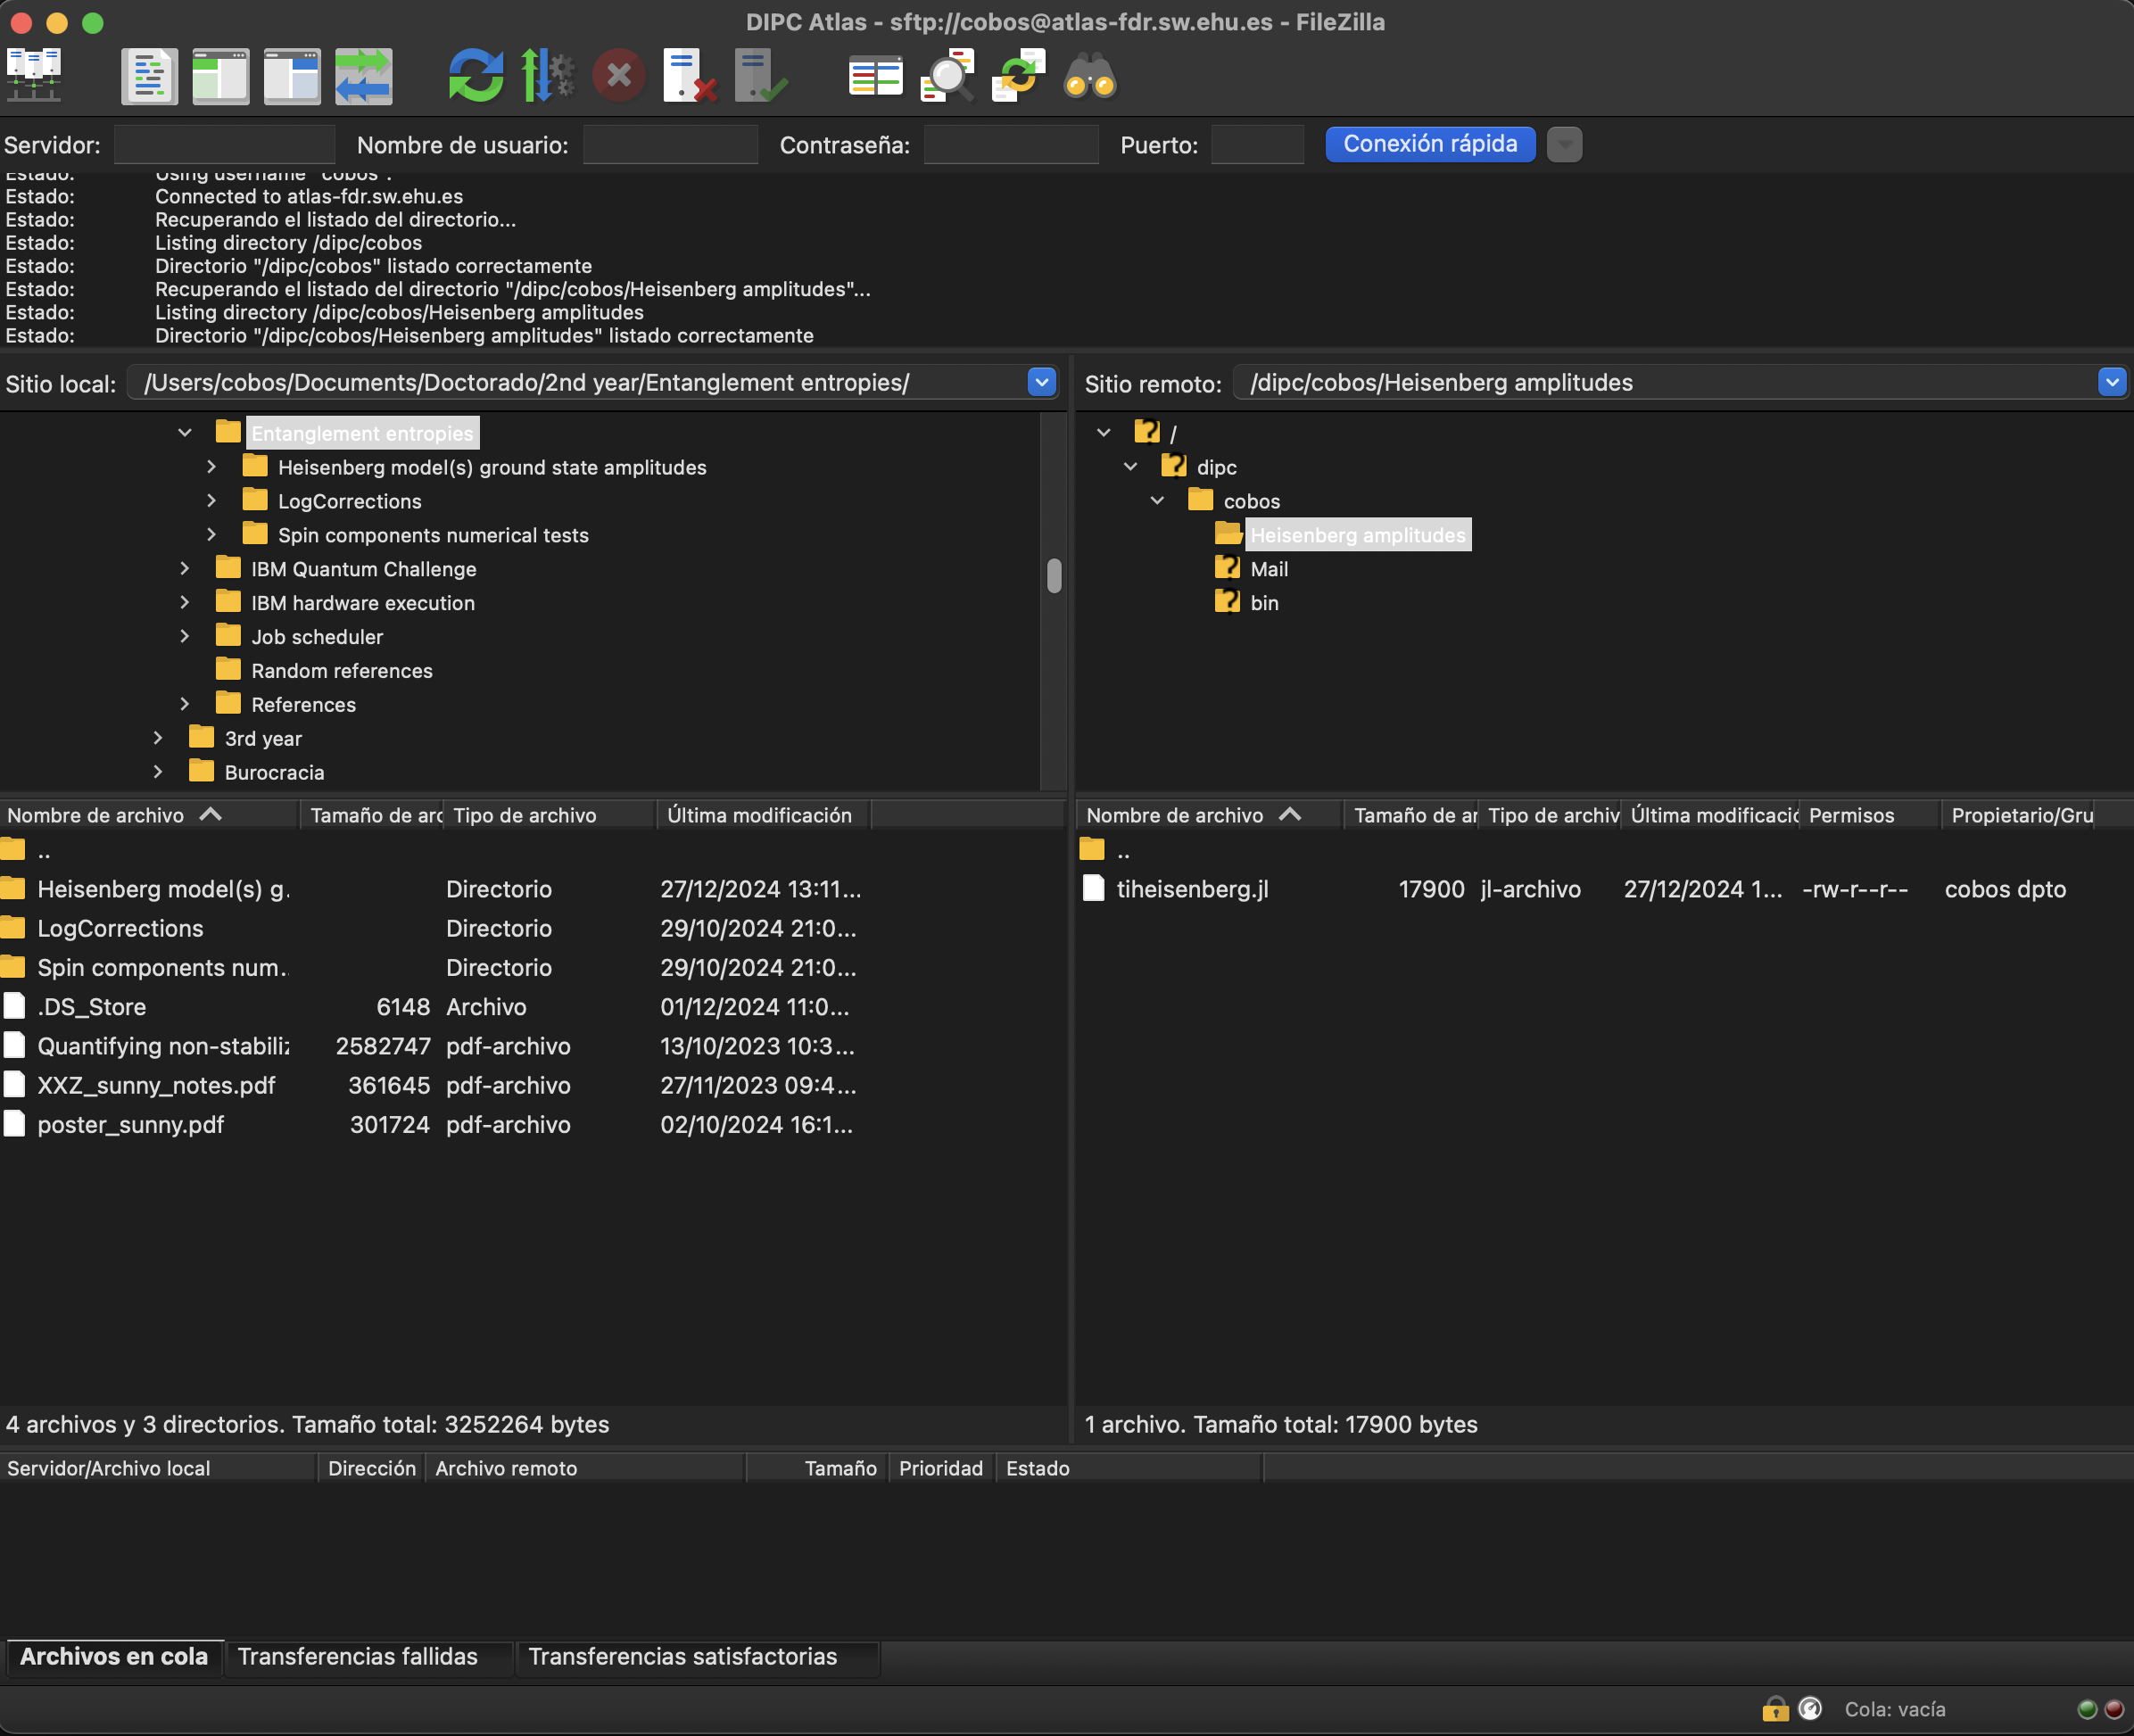 DIPC Atlas - sftp://cobos@atlas-fdr.sw.ehu.es - FileZilla
Servidor: Nombre de usuario: Contraseña: Puerto: Conexión rápida
Estado: Using username "cobos".
Estado: Connected to atlas-fdr.sw.ehu.es
Estado: Recuperando el listado del directorio...
Estado: Listing directory /dipc/cobos
Estado: Directorio "/dipc/cobos" listado correctamente
Estado: Recuperando el listado del directorio "/dipc/cobos/Heisenberg amplitudes"...
Estado: Listing directory /dipc/cobos/Heisenberg amplitudes
Estado: Directorio "/dipc/cobos/Heisenberg amplitudes" listado correctamente
Sitio local: /Users/cobos/Documents/Doctorado/2nd year/Entanglement entropies/
Entanglement entropies
Heisenberg model(s) ground state amplitudes
LogCorrections
Spin components numerical tests
IBM Quantum Challenge
IBM hardware execution
Job scheduler
Random references
References
3rd year
Burocracia
Nombre de archivo Tamaño de arc Tipo de archivo Última modificación
..
Heisenberg model(s) g. Directorio 27/12/2024 13:11...
LogCorrections Directorio 29/10/2024 21:0...
Spin components num. Directorio 29/10/2024 21:0...
.DS_Store 6148 Archivo 01/12/2024 11:0...
Quantifying non-stabiliz 2582747 pdf-archivo 13/10/2023 10:3...
XXZ_sunny_notes.pdf 361645 pdf-archivo 27/11/2023 09:4...
poster_sunny.pdf 301724 pdf-archivo 02/10/2024 16:1...
4 archivos y 3 directorios. Tamaño total: 3252264 bytes
Sitio remoto: /dipc/cobos/Heisenberg amplitudes
/
dipc
cobos
Heisenberg amplitudes
Mail
bin
Nombre de archivo Tamaño de ar Tipo de archiv Última modificació Permisos Propietario/Gru
..
tiheisenberg.jl 17900 jl-archivo 27/12/2024 1... -rw-r--r-- cobos dpto
1 archivo. Tamaño total: 17900 bytes
Servidor/Archivo local Dirección Archivo remoto Tamaño Prioridad Estado
Archivos en cola Transferencias fallidas Transferencias satisfactorias
Cola: vacía